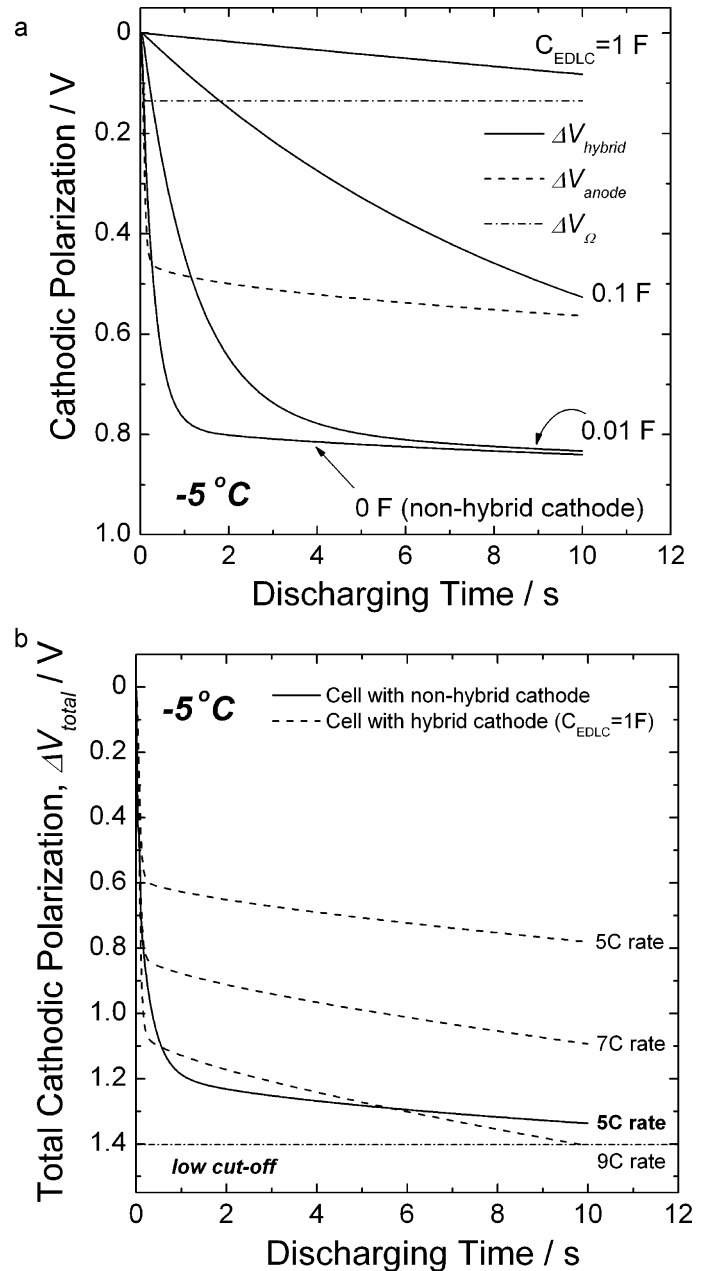 a
Cathodic Polarization / V
0
0.2
0.4
0.6
0.8
1.0
C_EDLC=1 F
ΔV_hybrid
ΔV_anode
ΔV_Ω
0.1 F
0.01 F
0 F (non-hybrid cathode)
-5 °C
0 2 4 6 8 10 12
Discharging Time / s
b
Total Cathodic Polarization, ΔV_total / V
0
0.2
0.4
0.6
0.8
1.0
1.2
1.4
-5 °C
Cell with non-hybrid cathode
Cell with hybrid cathode (C_EDLC=1F)
5C rate
7C rate
5C rate
9C rate
low cut-off
0 2 4 6 8 10 12
Discharging Time / s